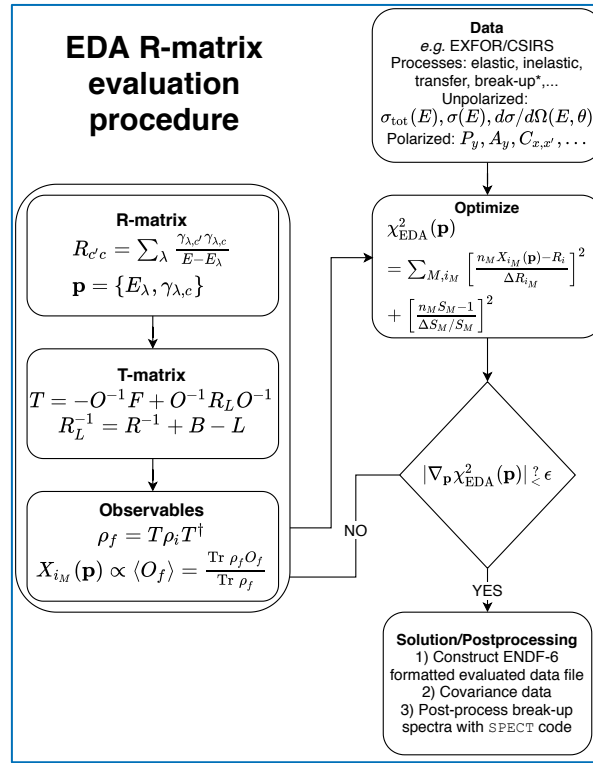 EDA R-matrix
evaluation
procedure
Data
e.g. EXFOR/CSIRS
Processes: elastic, inelastic,
transfer, break-up*,...
Unpolarized:
σ_tot(E), σ(E), dσ/dΩ(E, θ)
Polarized: P_y, A_y, C_{x,x′}, …
R-matrix
R_{c′c} = ∑_λ γ_{λ,c′}γ_{λ,c} / (E−E_λ)
𝐩 = {E_λ, γ_{λ,c}}
T-matrix
T = −O⁻¹F + O⁻¹R_L O⁻¹
R_L⁻¹ = R⁻¹ + B − L
Observables
ρ_f = Tρ_i T†
X_{i_M}(𝐩) ∝ ⟨O_f⟩ = Tr ρ_f O_f / Tr ρ_f
Optimize
χ²_EDA(𝐩)
= ∑_{M,i_M} [ (n_M X_{i_M}(𝐩)−R_i) / ΔR_{i_M} ]²
+ [ (n_M S_M−1) / (ΔS_M/S_M) ]²
|∇_𝐩 χ²_EDA(𝐩)| ?< ϵ
NO
YES
Solution/Postprocessing
1) Construct ENDF-6
formatted evaluated data file
2) Covariance data
3) Post-process break-up
spectra with SPECT code